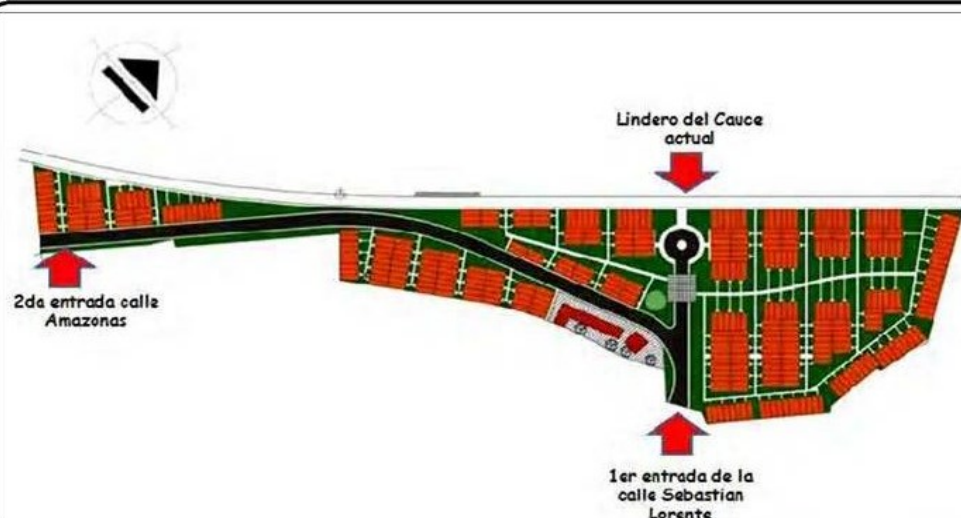 Lindero del Cauce
actual
2da entrada calle
Amazonas
1er entrada de la
calle Sebastian
Lorente